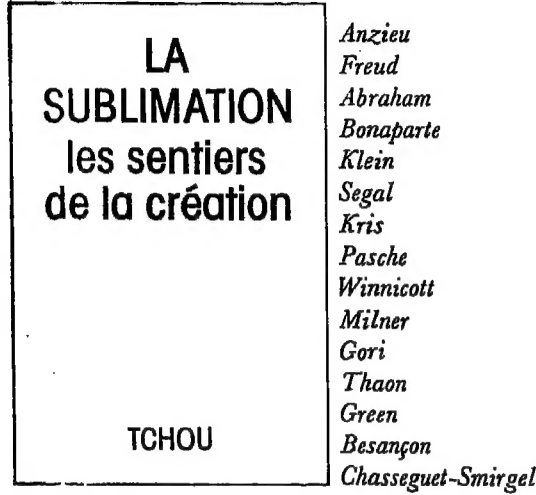 LA
SUBLIMATION
les sentiers
de la création
TCHOU
Anzieu
Freud
Abraham
Bonaparte
Klein
Segal
Kris
Pasche
Winnicott
Milner
Gori
Thaon
Green
Besançon
Chasseguet-Smirgel